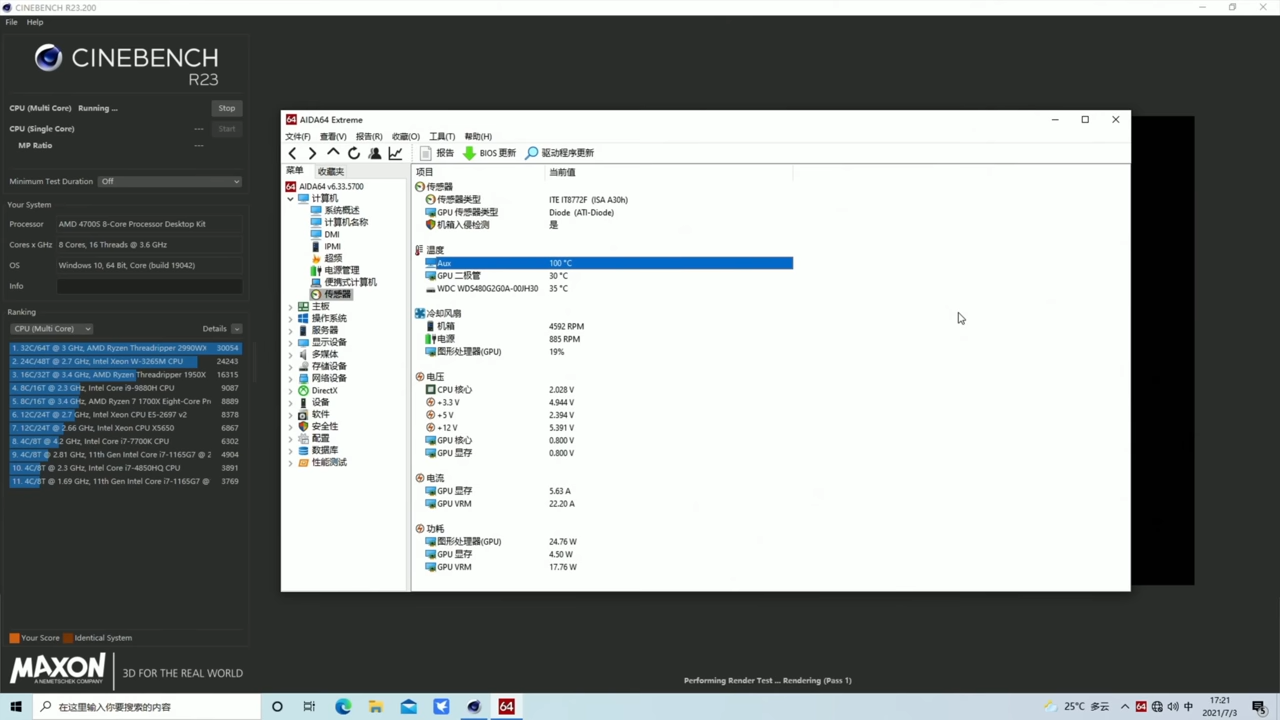 CINEBENCH R23.200
File Help
CINEBENCH
R23
CPU (Multi Core) Running ... Stop
CPU (Single Core) --- Start
MP Ratio ---
Minimum Test Duration Off
Your System
Processor AMD 4700S 8-Core Processor Desktop Kit
Cores x GHz 8 Cores, 16 Threads @ 3.6 GHz
OS Windows 10, 64 Bit, Core (build 19042)
Info
Ranking
CPU (Multi Core) Details
1. 32C/64T @ 3 GHz, AMD Ryzen Threadripper 2990WX 30054
2. 24C/48T @ 2.7 GHz, Intel Xeon W-3265M CPU 24243
3. 16C/32T @ 3.4 GHz, AMD Ryzen Threadripper 1950X 16315
4. 8C/16T @ 2.3 GHz, Intel Core i9-9880H CPU 9087
5. 8C/16T @ 3.4 GHz, AMD Ryzen 7 1700X Eight-Core Pr 8889
6. 12C/24T @ 2.7 GHz, Intel Xeon CPU E5-2697 v2 8378
7. 12C/24T @ 2.66 GHz, Intel Xeon CPU X5650 6867
8. 4C/8T @ 4.2 GHz, Intel Core i7-7700K CPU 6302
9. 4C/8T @ 2.81 GHz, 11th Gen Intel Core i7-1165G7 @ 2 4904
10. 4C/8T @ 2.3 GHz, Intel Core i7-4850HQ CPU 3891
11. 4C/8T @ 1.69 GHz, 11th Gen Intel Core i7-1165G7 @ 3769
Your Score Identical System
MAXON
A NEMETSCHEK COMPANY
3D FOR THE REAL WORLD
64 AIDA64 Extreme
文件(F) 查看(V) 报告(R) 收藏(O) 工具(T) 帮助(H)
报告 BIOS 更新 驱动程序更新
菜单 收藏夹
64 AIDA64 v6.33.5700
计算机
系统概述
计算机名称
DMI
IPMI
超频
电源管理
便携式计算机
传感器
主板
操作系统
服务器
显示设备
多媒体
存储设备
网络设备
DirectX
设备
软件
安全性
配置
数据库
性能测试
项目 当前值
传感器
传感器类型 ITE IT8772F (ISA A30h)
GPU 传感器类型 Diode (ATI-Diode)
机箱入侵检测 是
温度
Aux 100 °C
GPU 二极管 30 °C
WDC WDS480G2G0A-00JH30 35 °C
冷却风扇
机箱 4592 RPM
电源 885 RPM
图形处理器(GPU) 19%
电压
CPU 核心 2.028 V
+3.3 V 4.944 V
+5 V 2.394 V
+12 V 5.391 V
GPU 核心 0.800 V
GPU 显存 0.800 V
电流
GPU 显存 5.63 A
GPU VRM 22.20 A
功耗
图形处理器(GPU) 24.76 W
GPU 显存 4.50 W
GPU VRM 17.76 W
Performing Render Test ... Rendering (Pass 1)
在这里输入你要搜索的内容
64
25°C 多云
64
中
17:21
2021/7/3
5